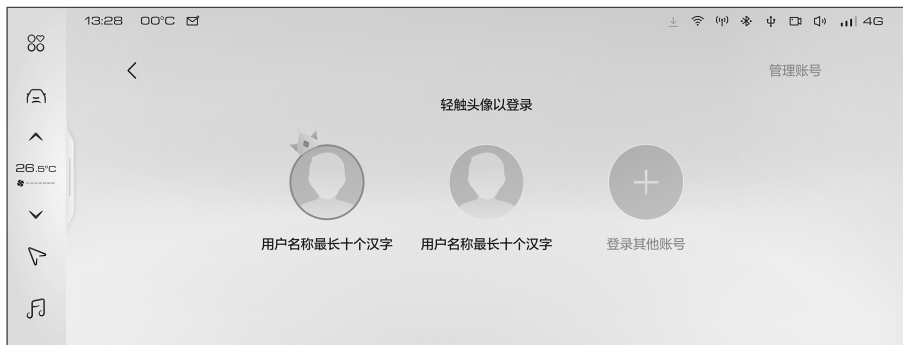 13:28 00°C 4G
管理账号
轻触头像以登录
26.5°C
用户名称最长十个汉字 用户名称最长十个汉字 登录其他账号